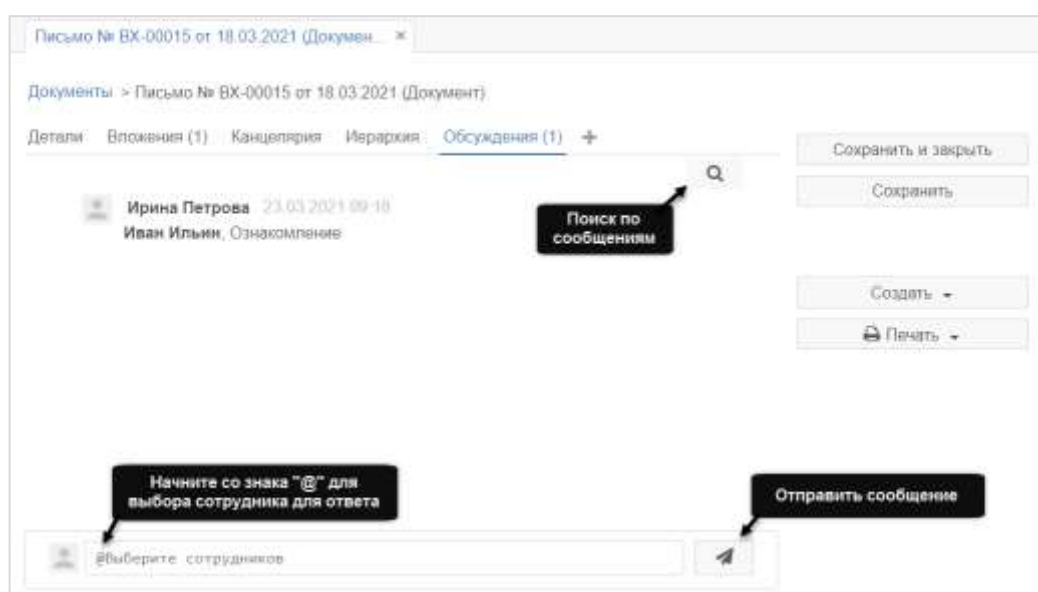 Письмо № ВХ-00015 от 18.03.2021 (Докумен... ×
Документы > Письмо № ВХ-00015 от 18.03.2021 (Документ)
Детали Вложения (1) Канцелярия Иерархия Обсуждения (1) +
Сохранить и закрыть
Сохранить
Ирина Петрова 23.03.2021 09:18
Иван Ильин, Ознакомление
Поиск по
сообщениям
Создать
Печать
Начните со знака "@" для
выбора сотрудника для ответа
Отправить сообщение
@Выберите сотрудников